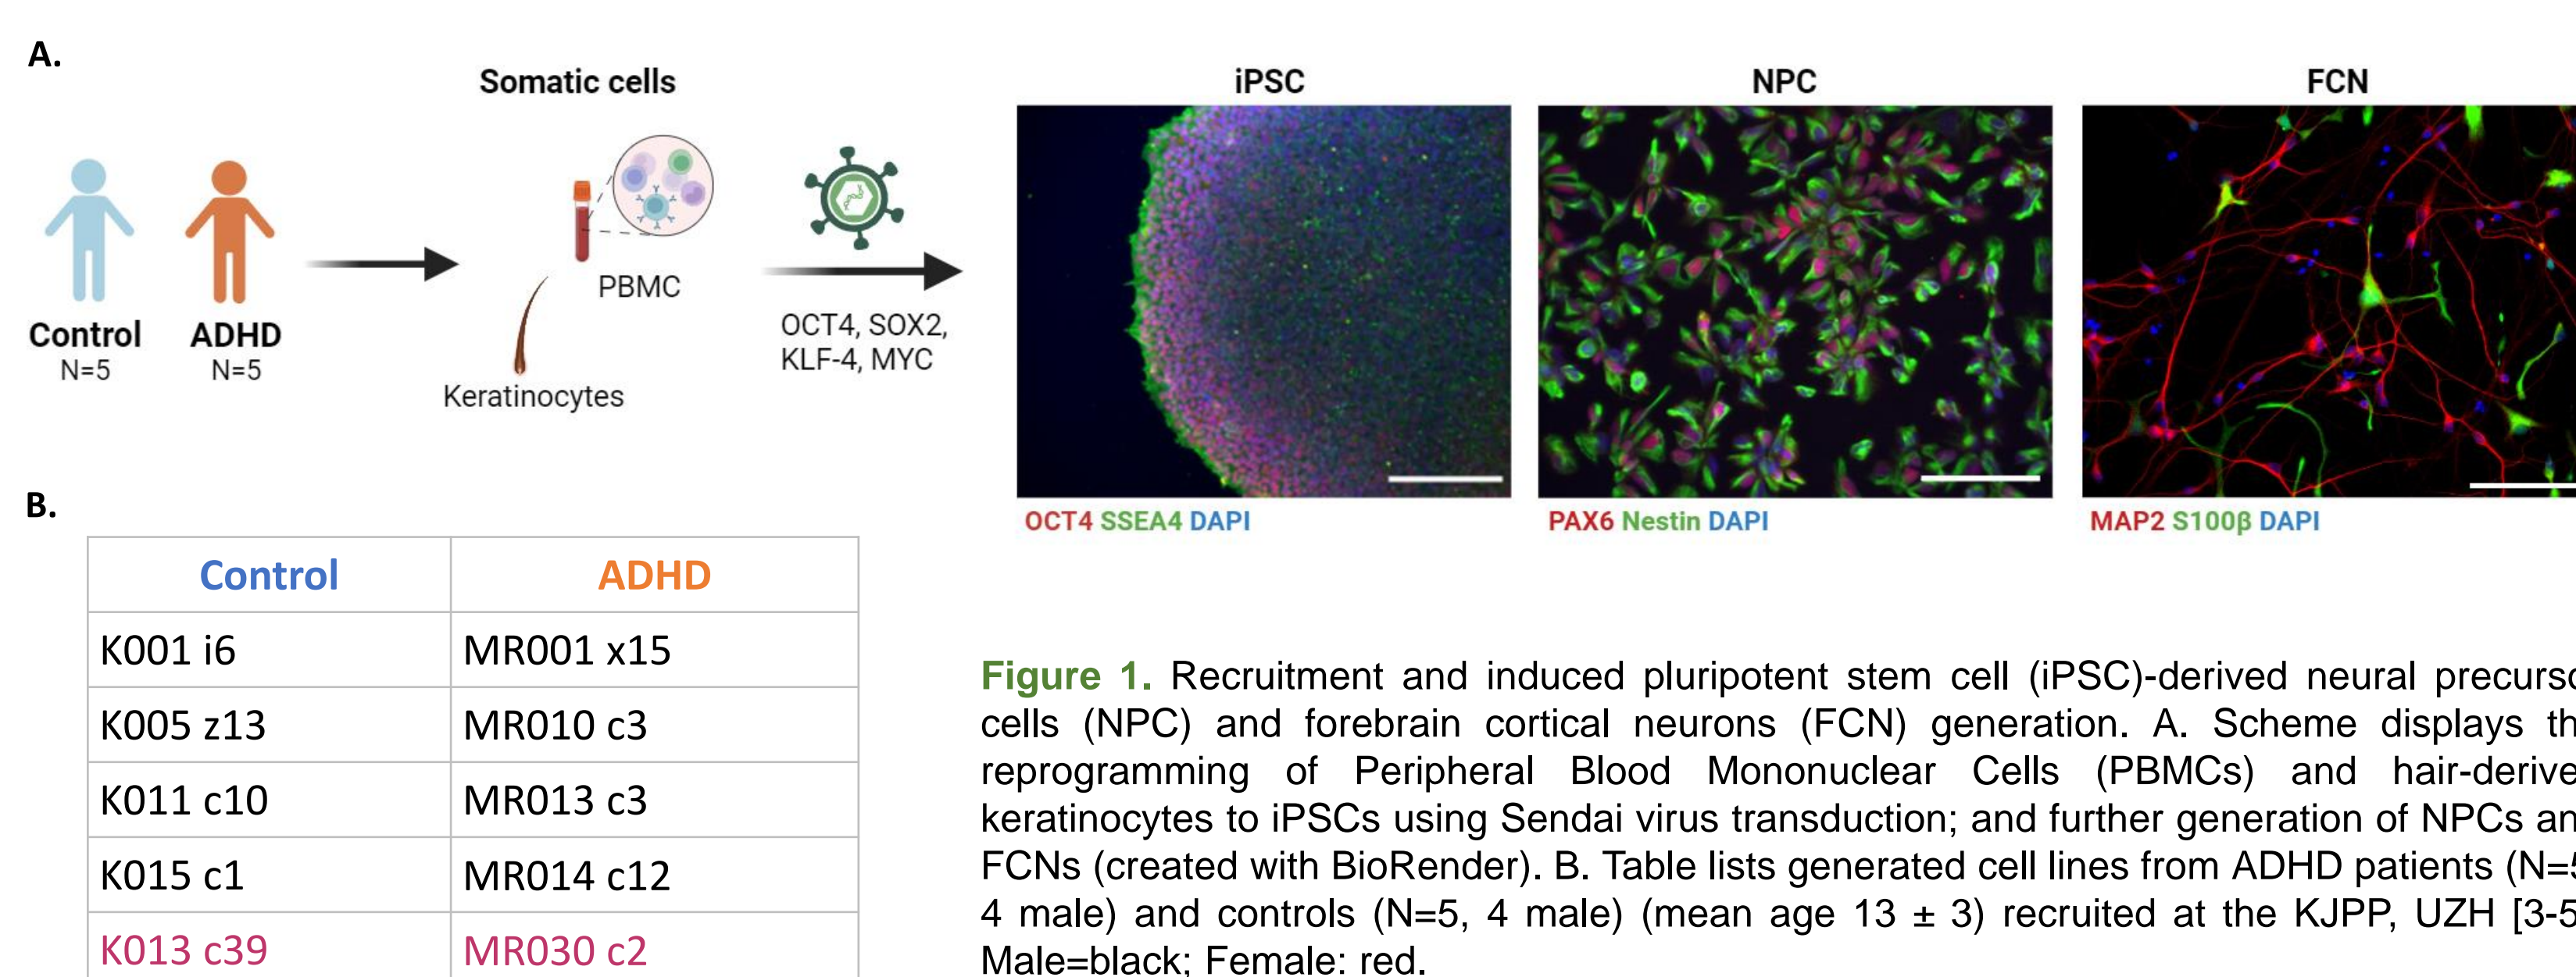 A.
Somatic cells
iPSC
NPC
FCN
PBMC
Control
ADHD
N=5
N=5
OCT4, SOX2,
KLF-4, MYC
Keratinocytes
OCT4 SSEA4 DAPI
PAX6 Nestin DAPI
MAP2 S100β DAPI
B.
Control ADHD
K001 i6 MR001 x15
K005 z13 MR010 c3
K011 c10 MR013 c3
K015 c1 MR014 c12
K013 c39 MR030 c2
Figure 1. Recruitment and induced pluripotent stem cell (iPSC)-derived neural precurso
cells (NPC) and forebrain cortical neurons (FCN) generation. A. Scheme displays th
reprogramming of Peripheral Blood Mononuclear Cells (PBMCs) and hair-derive
keratinocytes to iPSCs using Sendai virus transduction; and further generation of NPCs an
FCNs (created with BioRender). B. Table lists generated cell lines from ADHD patients (N=5
4 male) and controls (N=5, 4 male) (mean age 13 ± 3) recruited at the KJPP, UZH [3-5
Male=black; Female: red.